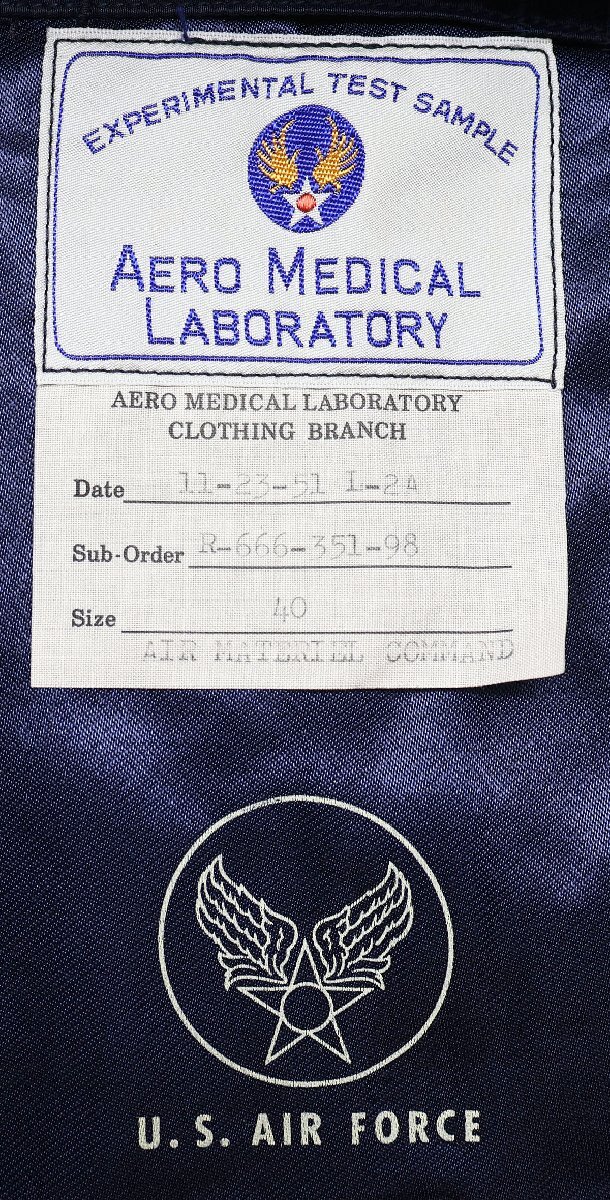 EXPERIMENTAL TEST SAMPLE
AERO MEDICAL
LABORATORY
AERO MEDICAL LABORATORY
CLOTHING BRANCH
Date 11-23-51 L-2A
Sub-Order R-666-351-98
Size 40
AIR MATERIEL COMMAND
U. S. AIR FORCE